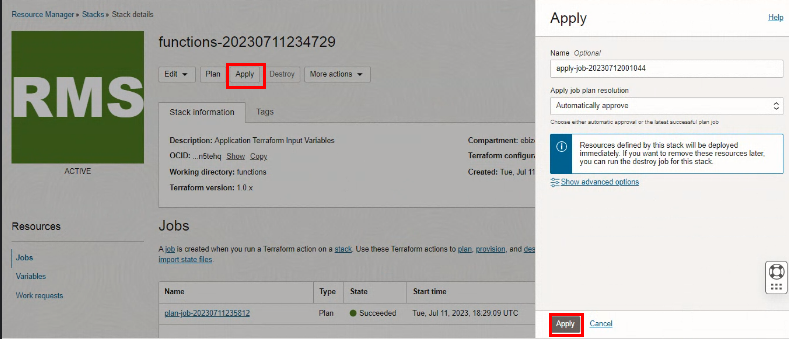 Resource Manager » Stacks » Stack details
RMS
ACTIVE
Resources
Jobs
Variables
Work requests
functions-20230711234729
Edit
Plan
Apply
Destroy
More actions
Stack information
Tags
Description: Application Terraform Input Variables
OCID: ...n5tehq Show Copy
Working directory: functions
Terraform version: 1.0.x
Compartment: ebiz
Terraform configura
Created: Tue, Jul 11
Jobs
A job is created when you run a Terraform action on a stack. Use these Terraform actions to plan, provision, and des
import state files
Name Type State Start time
plan-job-20230711235812 Plan Succeeded Tue, Jul 11, 2023, 18:29:09 UTC
Apply
Help
Name Optional
apply-job-20230712001044
Apply job plan resolution
Automatically approve
Choose either automatic approval or the latest successful plan job
Resources defined by this stack will be deployed
immediately. If you want to remove these resources later,
you can run the destroy job for this stack.
Show advanced options
Apply
Cancel